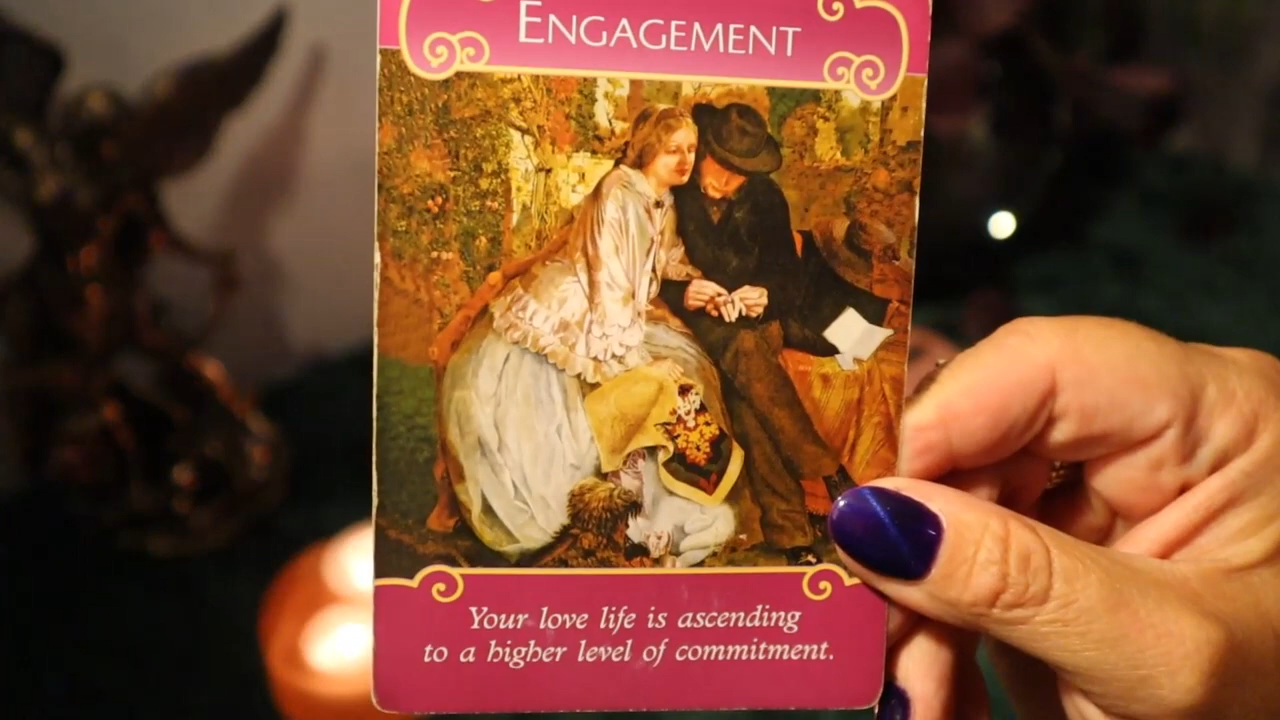 ENGAGEMENT
Your love life is ascending
to a higher level of commitment.